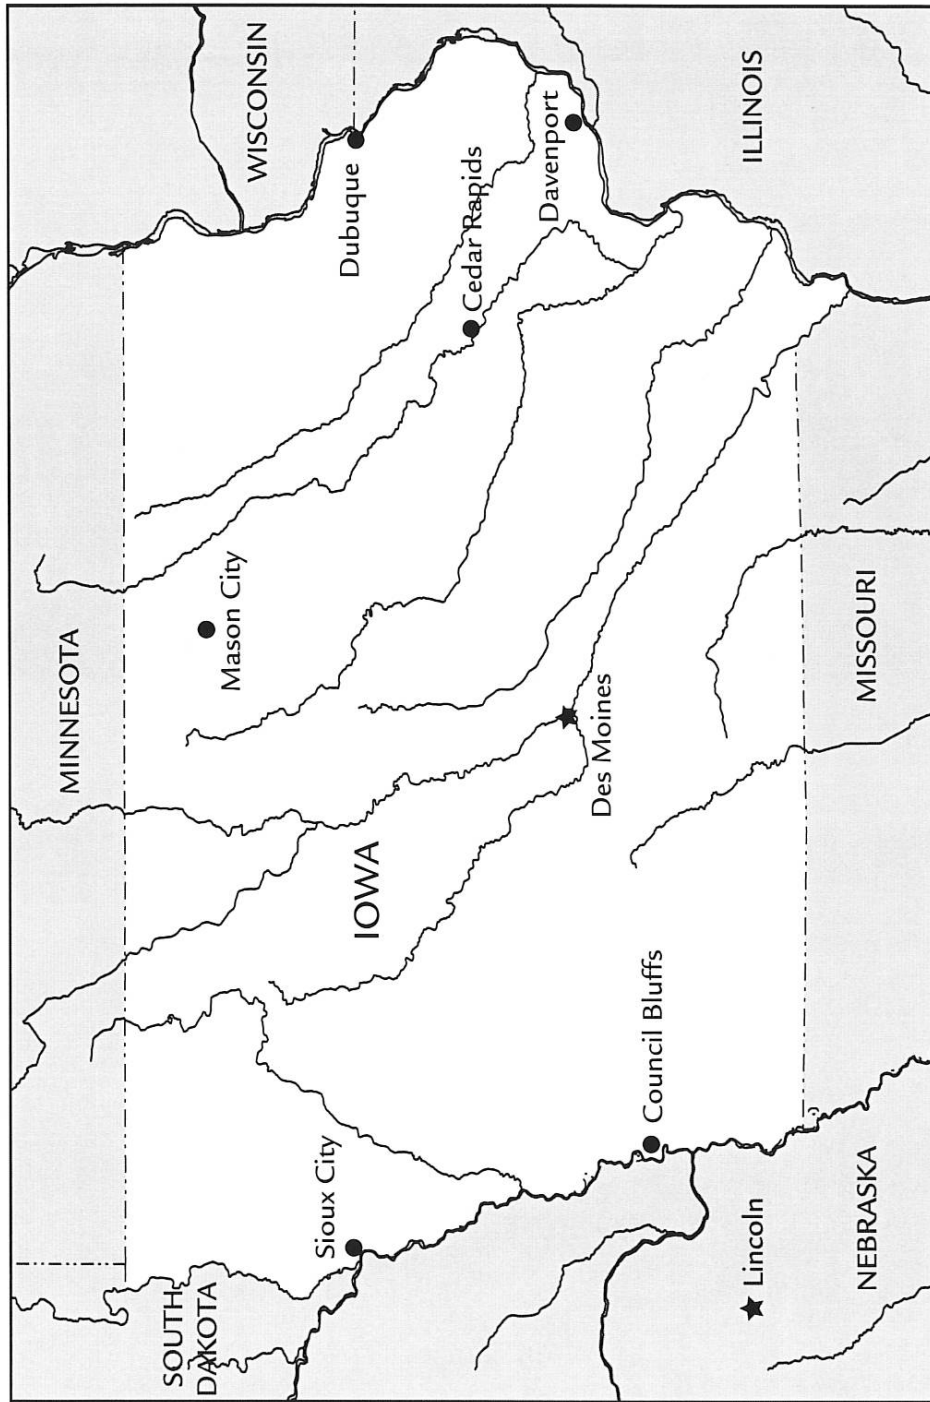 MINNESOTA
WISCONSIN
SOUTH
DAKOTA
Mason City
Sioux City
Dubuque
IOWA
Cedar Rapids
Davenport
Des Moines
Council Bluffs
Lincoln
NEBRASKA
MISSOURI
ILLINOIS